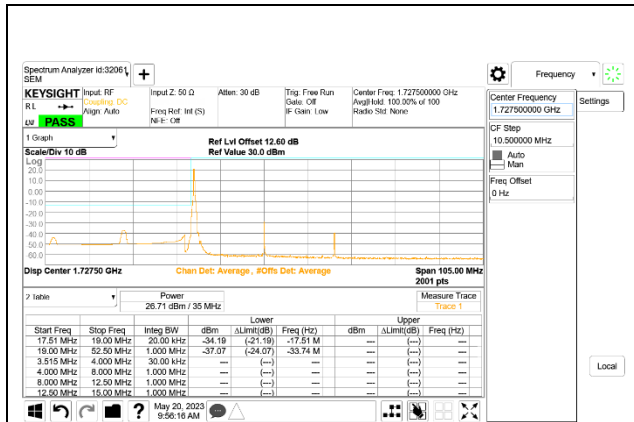 Spectrum Analyzer id:32061
SEM
+
Frequency
KEYSIGHT
Input: RF
Input Z: 50 Ω
Atten: 30 dB
Trig: Free Run
Center Freq: 1.727500000 GHz
RL
Coupling: DC
Gate: Off
Avg|Hold: 100.00% of 100
Align: Auto
Freq Ref: Int (S)
IF Gain: Low
Radio Std: None
NFE: Off
PASS
Center Frequency
1.727500000 GHz
Settings
CF Step
10.500000 MHz
Auto
Man
Freq Offset
0 Hz
1 Graph
Ref Lvl Offset 12.60 dB
Scale/Div 10 dB
Ref Value 30.0 dBm
Log
20.0
10.0
0.00
-10.0
-20.0
-30.0
-40.0
-50.0
-60.0
Disp Center 1.72750 GHz
Chan Det: Average, #Offs Det: Average
Span 105.00 MHz
2001 pts
2 Table
Power
Measure Trace
26.71 dBm / 35 MHz
Trace 1
Lower Upper
Start Freq Stop Freq Integ BW dBm ΔLimit(dB) Freq (Hz) dBm ΔLimit(dB) Freq (Hz)
17.51 MHz 19.00 MHz 20.00 kHz -34.19 (-21.19) -17.51 M --- (---) ---
19.00 MHz 52.50 MHz 1.000 MHz -37.07 (-24.07) -33.74 M --- (---) ---
3.515 MHz 4.000 MHz 30.00 kHz --- (---) --- --- (---) ---
4.000 MHz 8.000 MHz 1.000 MHz --- (---) --- --- (---) ---
8.000 MHz 12.50 MHz 1.000 MHz --- (---) --- --- (---) ---
12.50 MHz 15.00 MHz 1.000 MHz --- (---) --- --- (---) ---
Local
?
May 20, 2023
9:56:16 AM